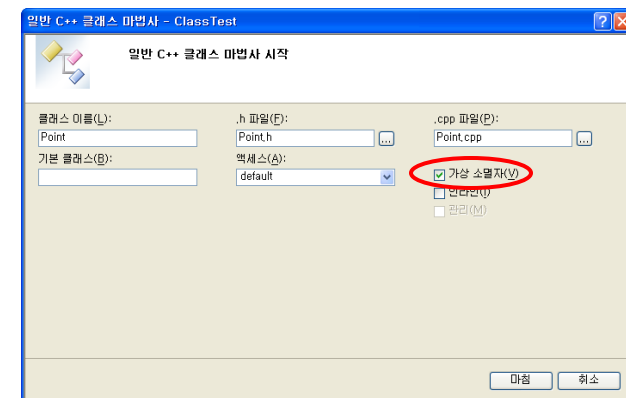 일반 C++ 클래스 마법사 - ClassTest
일반 C++ 클래스 마법사 시작
클래스 이름(L): .h 파일(F): .cpp 파일(P):
Point Point.h ... Point.cpp ...
기본 클래스(B): 액세스(A):
default 가상 소멸자(V)
인라인(I)
관리(M)
마침 취소